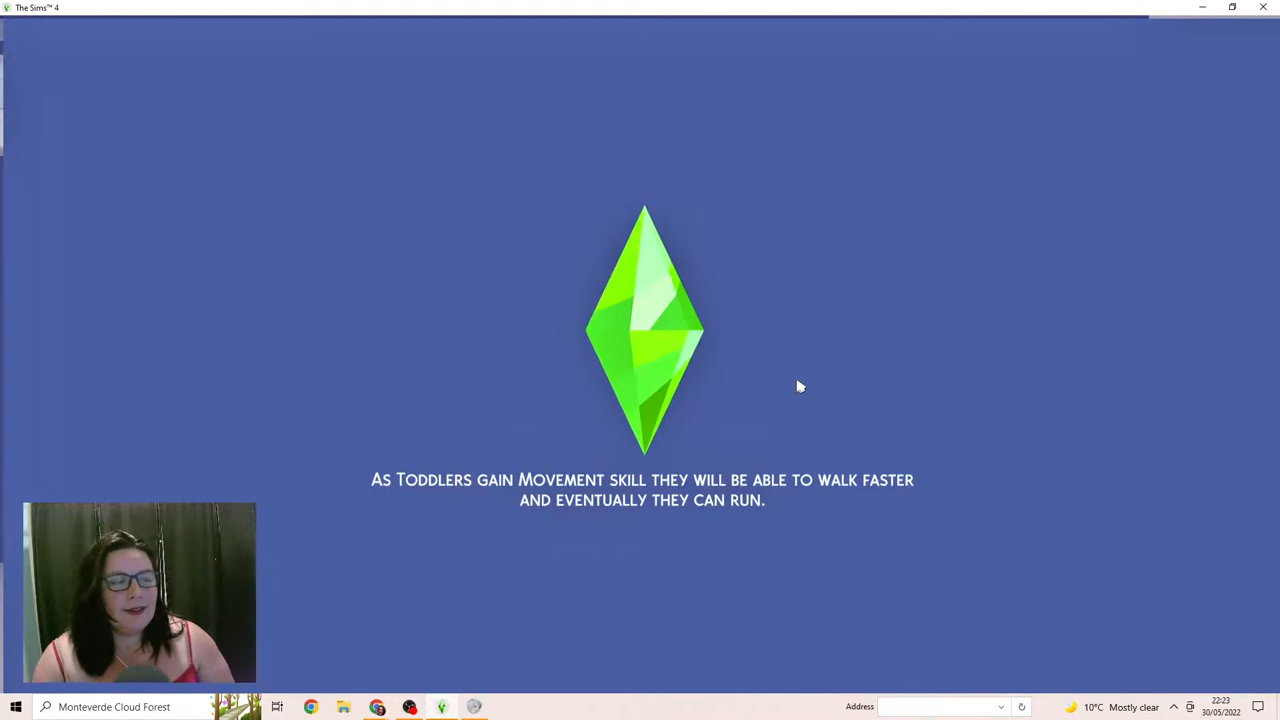 The Sims™ 4
AS TODDLERS GAIN MOVEMENT SKILL THEY WILL BE ABLE TO WALK FASTER
AND EVENTUALLY THEY CAN RUN.
Monteverde Cloud Forest
Address
10°C Mostly clear
22:23
30/05/2022